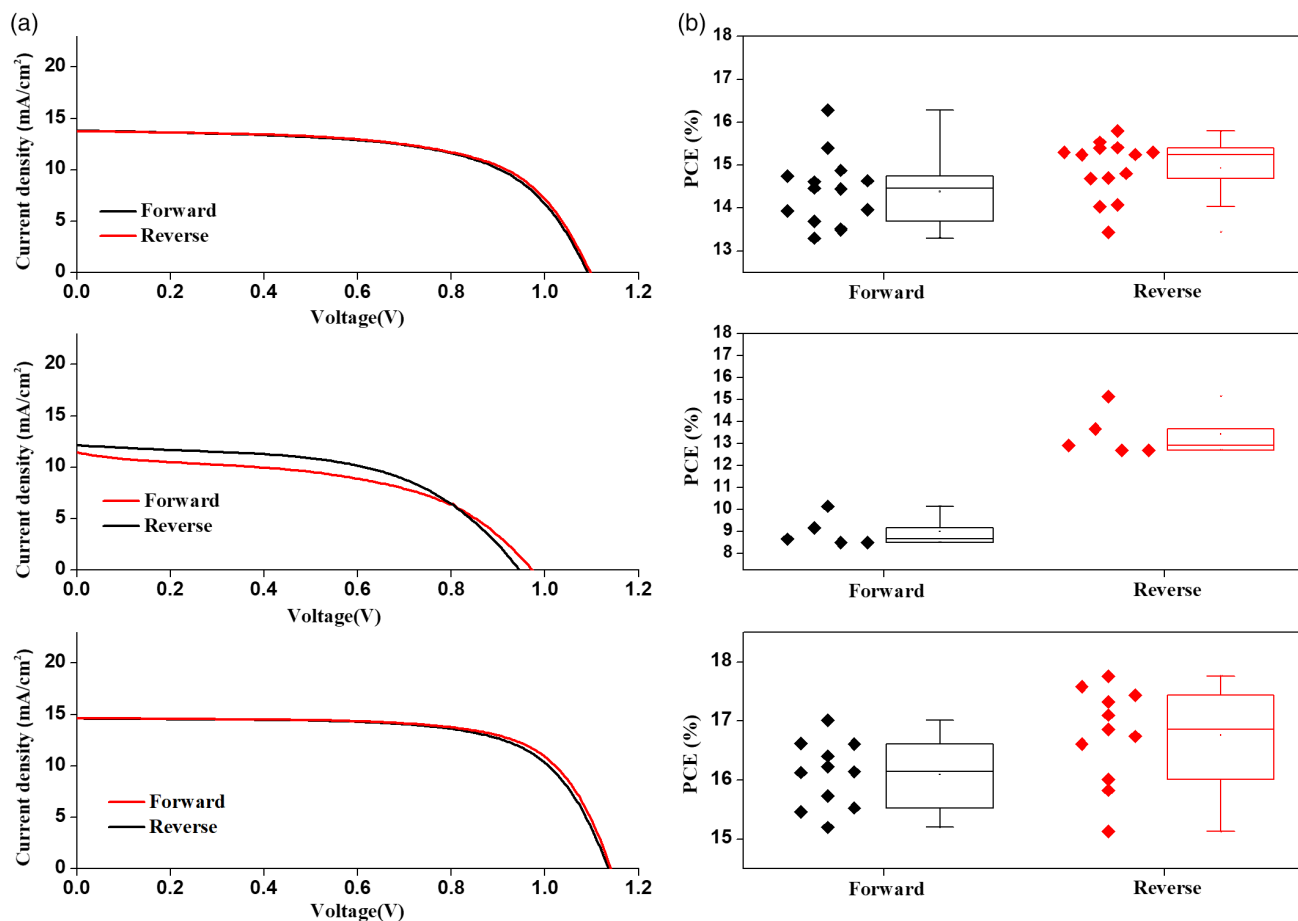 (a)
Current density (mA/cm²)
20
15
10
5
0
Forward
Reverse
0.0 0.2 0.4 0.6 0.8 1.0 1.2
Voltage(V)
Current density (mA/cm²)
20
15
10
5
0
Forward
Reverse
0.0 0.2 0.4 0.6 0.8 1.0 1.2
Voltage(V)
Current density (mA/cm²)
20
15
10
5
0
Forward
Reverse
0.0 0.2 0.4 0.6 0.8 1.0 1.2
Voltage(V)
(b)
PCE (%)
18
17
16
15
14
13
Forward Reverse
PCE (%)
18
17
16
15
14
13
12
10
9
8
Forward Reverse
PCE (%)
18
17
16
15
Forward Reverse